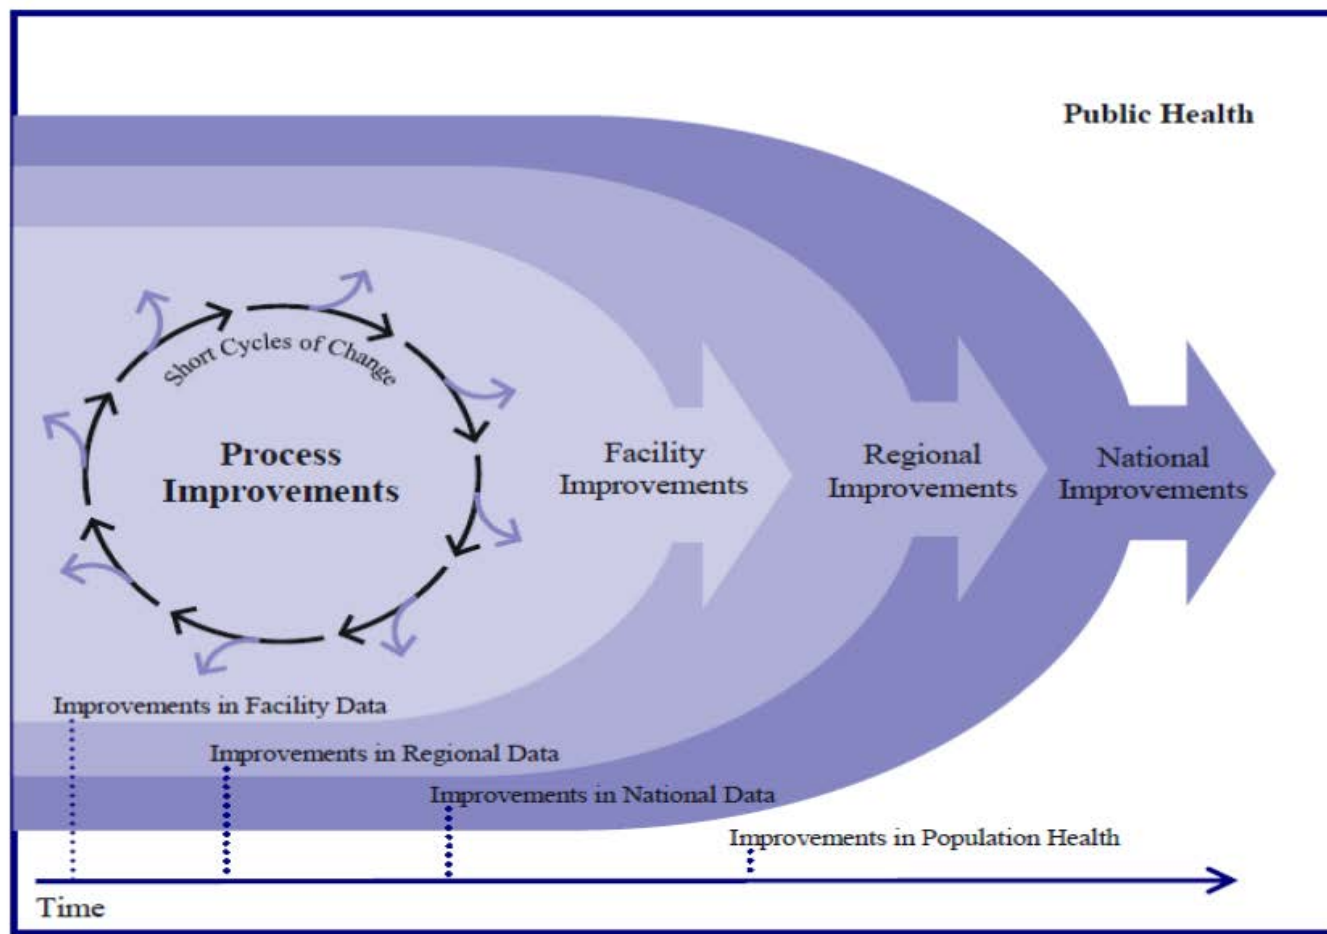 Public Health
Short Cycles of Change
Process
Improvements
Facility
Improvements
Regional
Improvements
National
Improvements
Improvements in Facility Data
Improvements in Regional Data
Improvements in National Data
Improvements in Population Health
Time